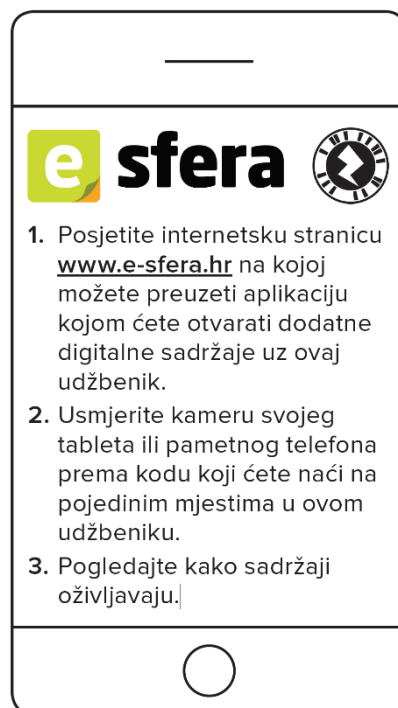 e sfera
1. Posjetite internetsku stranicu
www.e-sfera.hr na kojoj
možete preuzeti aplikaciju
kojom ćete otvarati dodatne
digitalne sadržaje uz ovaj
udžbenik.
2. Usmjerite kameru svojeg
tableta ili pametnog telefona
prema kodu koji ćete naći na
pojedinim mjestima u ovom
udžbeniku.
3. Pogledajte kako sadržaji
oživljavaju.